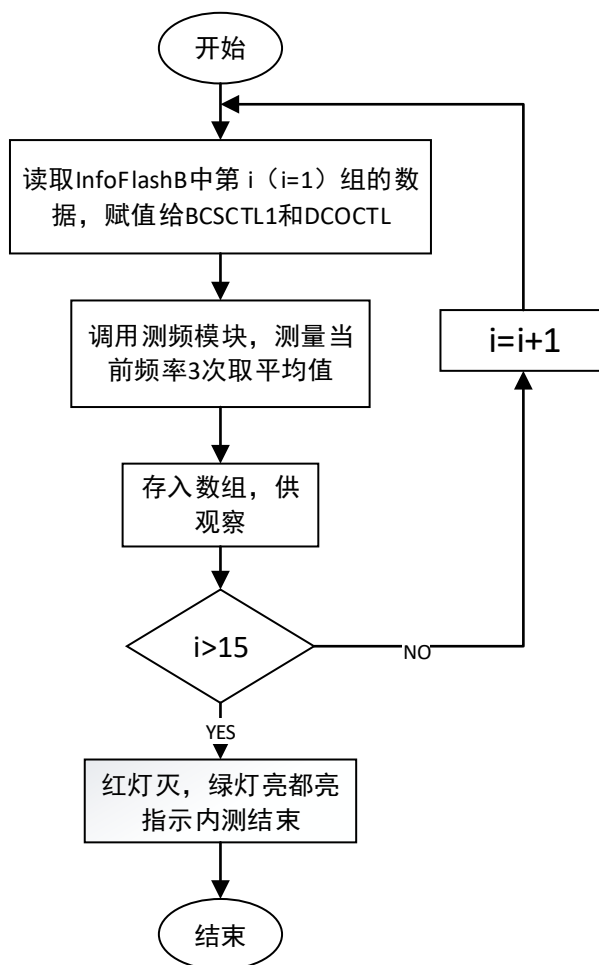 开始
读取InfoFlashB中第 i（i=1）组的数
据，赋值给BCSCTL1和DCOCTL
调用测频模块，测量当
前频率3次取平均值
i=i+1
存入数组，供
观察
i>15
NO
YES
红灯灭，绿灯亮都亮
指示内测结束
结束